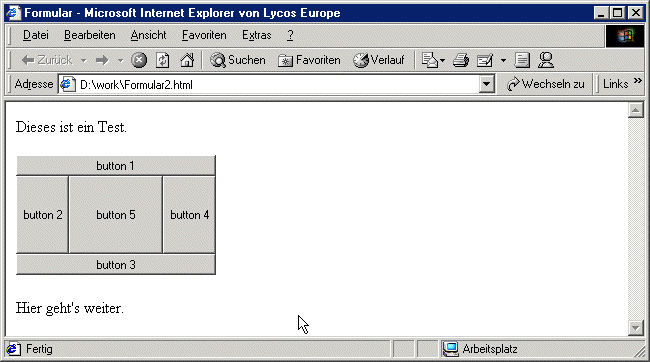 Formular - Microsoft Internet Explorer von Lycos Europe
Datei Bearbeiten Ansicht Favoriten Extras ?
Zurück Suchen Favoriten Verlauf
Adresse D:\work\Formular2.html Wechseln zu Links »
Dieses ist ein Test.
button 1
button 2 button 5 button 4
button 3
Hier geht's weiter.
Fertig Arbeitsplatz